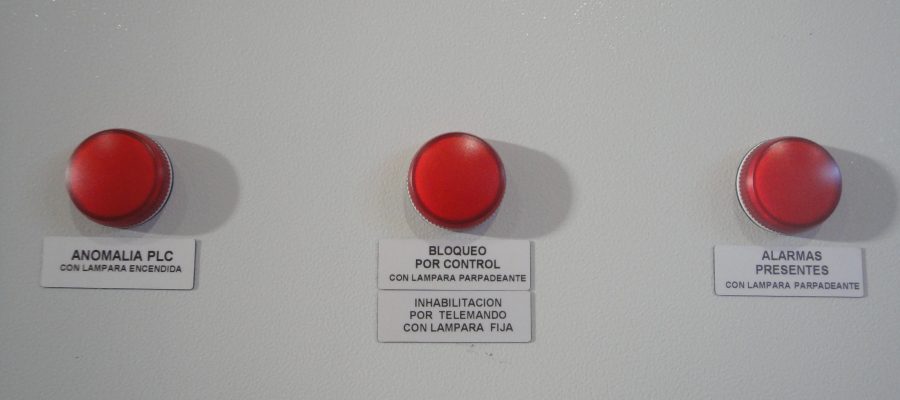 ANOMALIA PLC
CON LAMPARA ENCENDIDA
BLOQUEO
POR CONTROL
CON LAMPARA PARPADEANTE
INHABILITACION
POR TELEMANDO
CON LAMPARA FIJA
ALARMAS
PRESENTES
CON LAMPARA PARPADEANTE